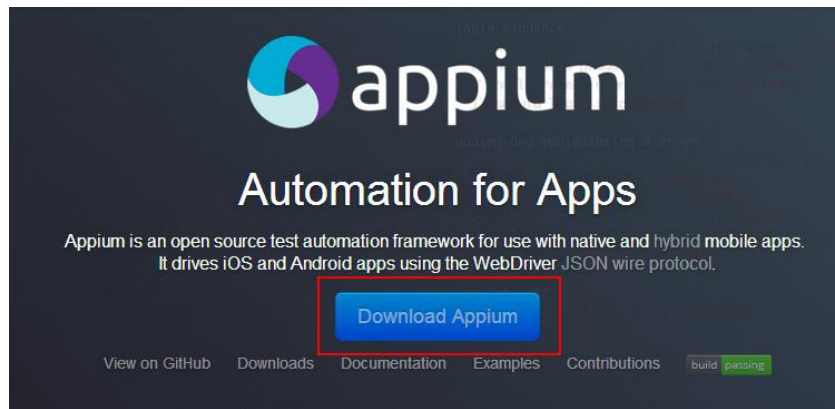 appium
Automation for Apps
Appium is an open source test automation framework for use with native and hybrid mobile apps.
It drives iOS and Android apps using the WebDriver JSON wire protocol.
Download Appium
View on GitHub Downloads Documentation Examples Contributions build passing